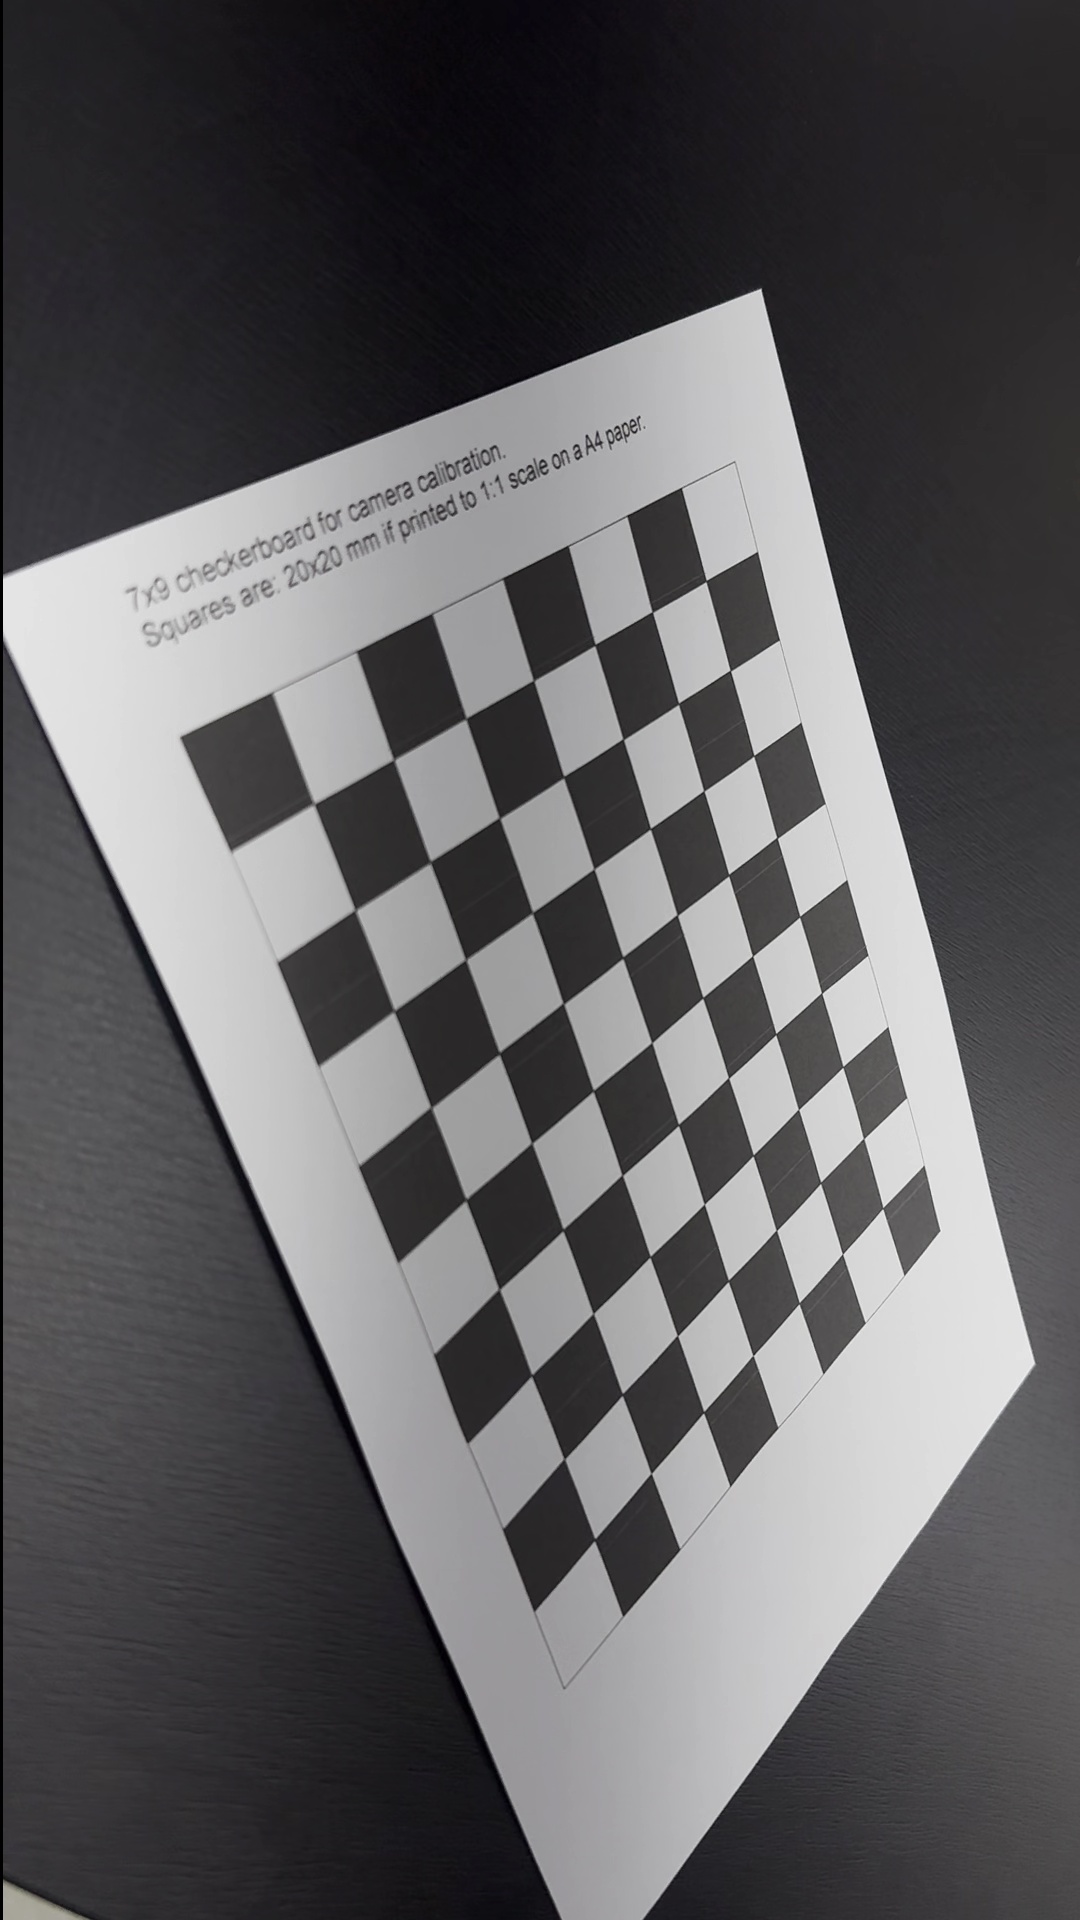 7x9 checkerboard for camera calibration.
Squares are: 20x20 mm if printed to 1:1 scale on a A4 paper.